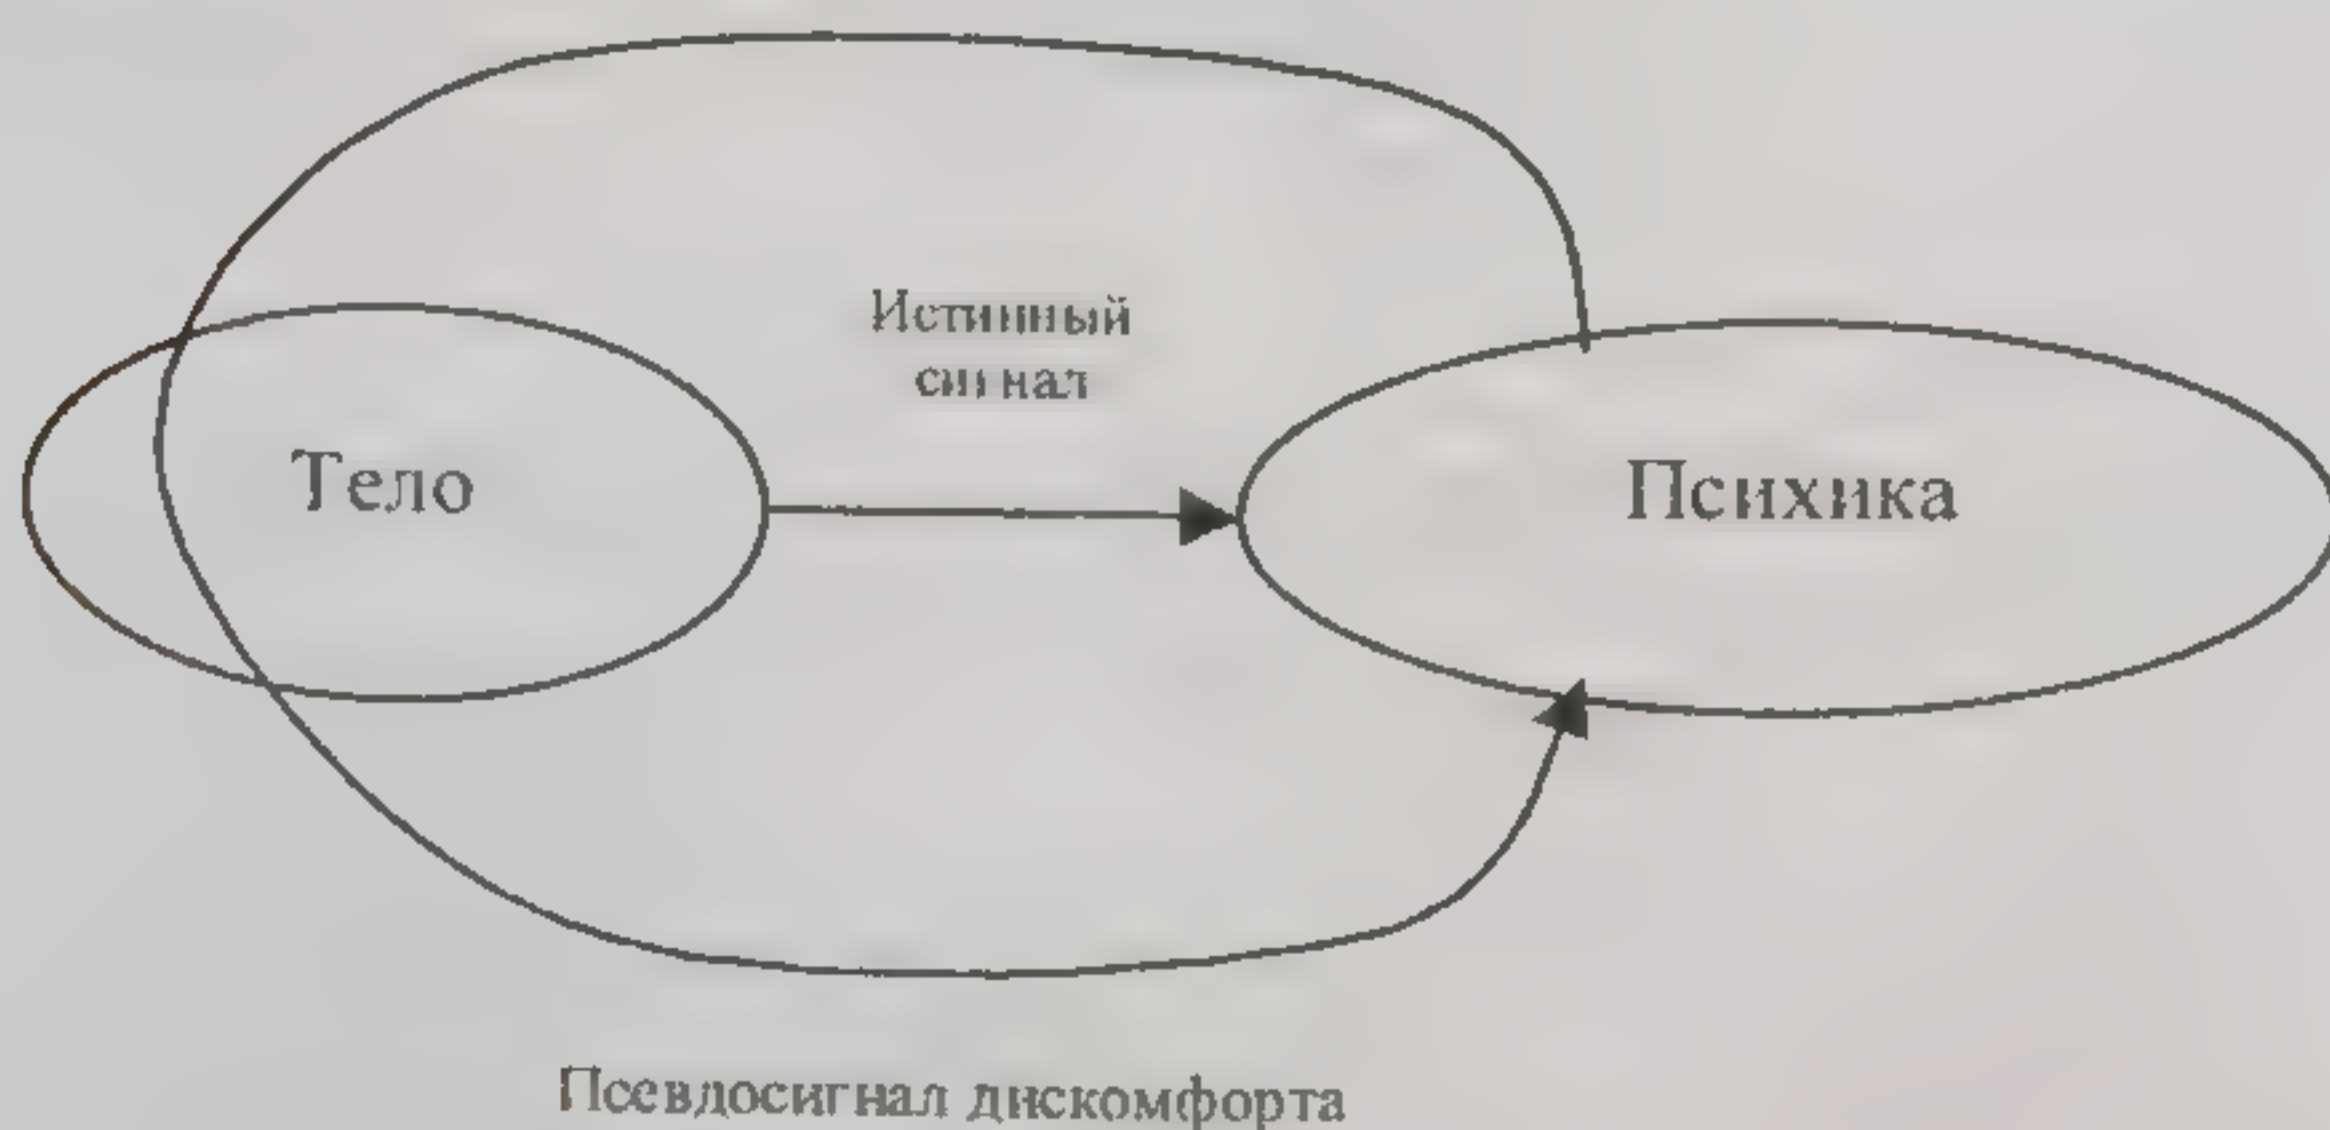 Истинный
сигнал
Тело
Психика
Псевдосигнал дискомфорта